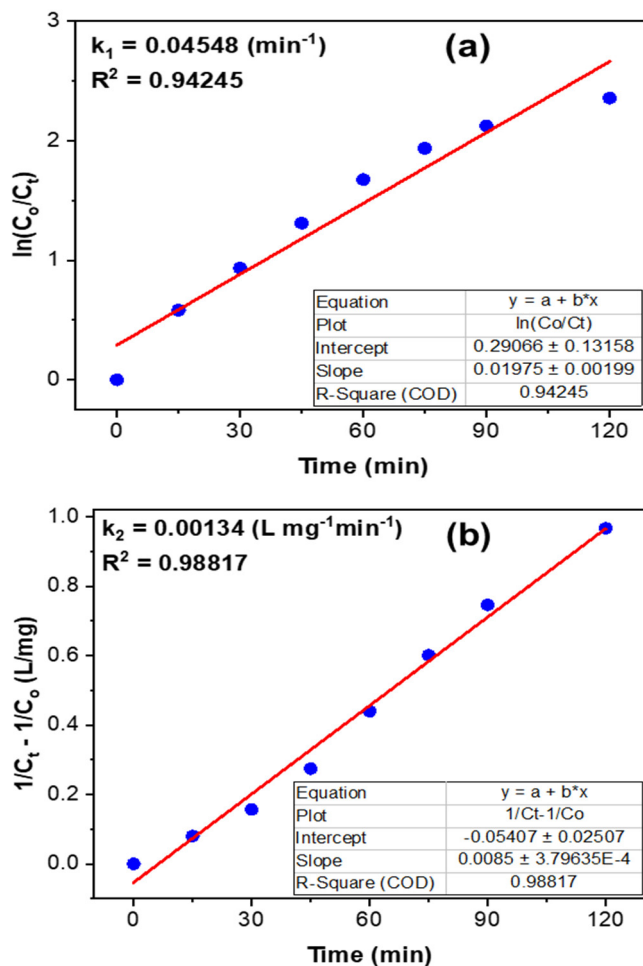 k₁ = 0.04548 (min⁻¹)
R² = 0.94245
(a)
3
2
1
0
ln(Cₒ/Cₜ)
Equation y = a + b*x
Plot ln(Co/Ct)
Intercept 0.29066 ± 0.13158
Slope 0.01975 ± 0.00199
R-Square (COD) 0.94245
0 30 60 90 120
Time (min)
k₂ = 0.00134 (L mg⁻¹min⁻¹)
R² = 0.98817
(b)
1.0
0.8
0.6
0.4
0.2
0.0
1/Cₜ - 1/Cₒ (L/mg)
Equation y = a + b*x
Plot 1/Ct-1/Co
Intercept -0.05407 ± 0.02507
Slope 0.0085 ± 3.79635E-4
R-Square (COD) 0.98817
0 30 60 90 120
Time (min)